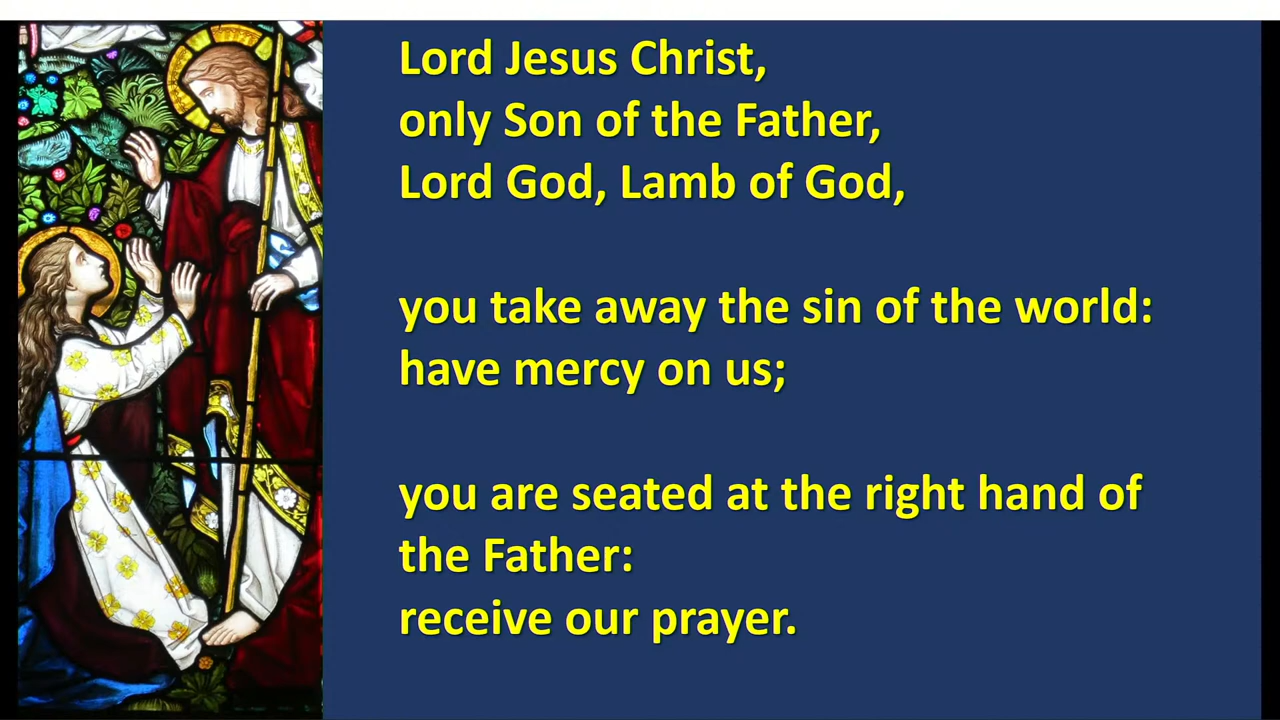 Lord Jesus Christ,
only Son of the Father,
Lord God, Lamb of God,
you take away the sin of the world:
have mercy on us;
you are seated at the right hand of
the Father:
receive our prayer.